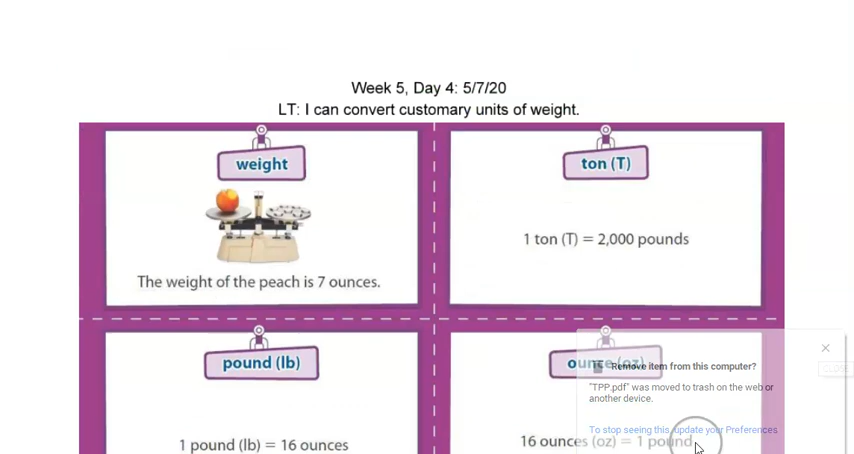 Week 5, Day 4: 5/7/20
LT: I can convert customary units of weight.
weight
The weight of the peach is 7 ounces.
ton (T)
1 ton (T) = 2,000 pounds
pound (lb)
1 pound (lb) = 16 ounces
ounce (oz)
16 ounces (oz) = 1 pound
Remove item from this computer?
"TPP.pdf" was moved to trash on the web or
another device.
To stop seeing this, update your Preferences
CLOSE